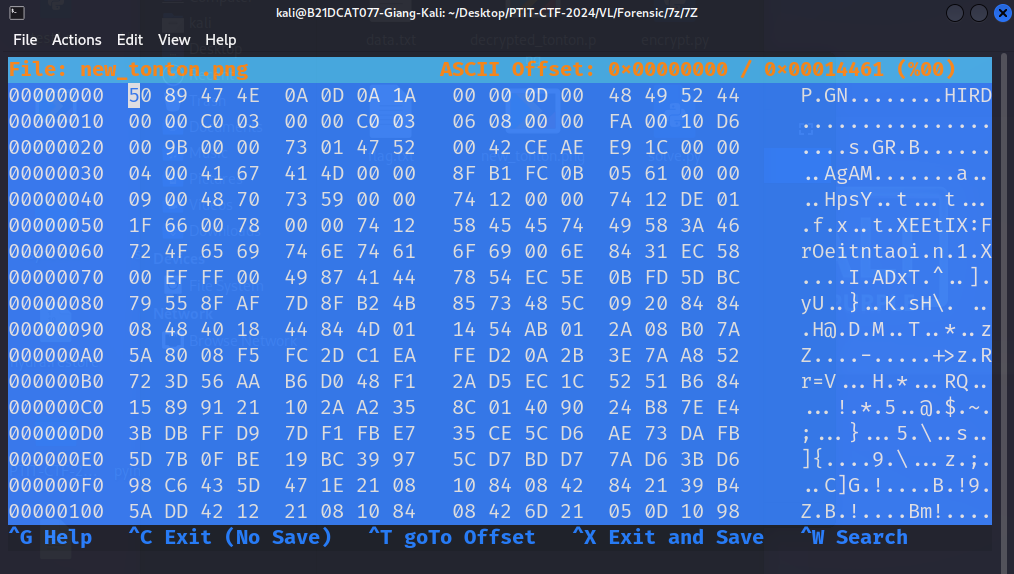 kali@B21DCAT077-Giang-Kali: ~/Desktop/PTIT-CTF-2024/VL/Forensic/7z/7Z
File Actions Edit View Help
File: new_tonton.png ASCII Offset: 0×00000000 / 0×00014461 (%00)
00000000 50 89 47 4E 0A 0D 0A 1A 00 00 0D 00 48 49 52 44 P.GN........HIRD
00000010 00 00 C0 03 00 00 C0 03 06 08 00 00 FA 00 10 D6 ................
00000020 00 9B 00 00 73 01 47 52 00 42 CE AE E9 1C 00 00 ....s.GR.B......
00000030 04 00 41 67 41 4D 00 00 8F B1 FC 0B 05 61 00 00 ..AgAM.......a..
00000040 09 00 48 70 73 59 00 00 74 12 00 00 74 12 DE 01 ..HpsY..t...t...
00000050 1F 66 00 78 00 00 74 12 58 45 45 74 49 58 3A 46 .f.x..t.XEEtIX:F
00000060 72 4F 65 69 74 6E 74 61 6F 69 00 6E 84 31 EC 58 rOeitntaoi.n.1.X
00000070 00 EF FF 00 49 87 41 44 78 54 EC 5E 0B FD 5D BC ....I.ADxT.^..].
00000080 79 55 8F AF 7D 8F B2 4B 85 73 48 5C 09 20 84 84 yU..}..K.sH\. ..
00000090 08 48 40 18 44 84 4D 01 14 54 AB 01 2A 08 B0 7A .H@.D.M..T..*..z
000000A0 5A 80 08 F5 FC 2D C1 EA FE D2 0A 2B 3E 7A A8 52 Z....-.....+>z.R
000000B0 72 3D 56 AA B6 D0 48 F1 2A D5 EC 1C 52 51 B6 84 r=V...H.*...RQ..
000000C0 15 89 91 21 10 2A A2 35 8C 01 40 90 24 B8 7E E4 ...!.*.5..@.$.~.
000000D0 3B DB FF D9 7D F1 FB E7 35 CE 5C D6 AE 73 DA FB ;...}...5.\..s..
000000E0 5D 7B 0F BE 19 BC 39 97 5C D7 BD D7 7A D6 3B D6 ]{....9.\...z.;.
000000F0 98 C6 43 5D 47 1E 21 08 10 84 08 42 84 21 39 B4 ..C]G.!....B.!9.
00000100 5A DD 42 12 21 08 10 84 08 42 6D 21 05 0D 10 98 Z.B.!....Bm!....
^G Help ^C Exit (No Save) ^T goTo Offset ^X Exit and Save ^W Search